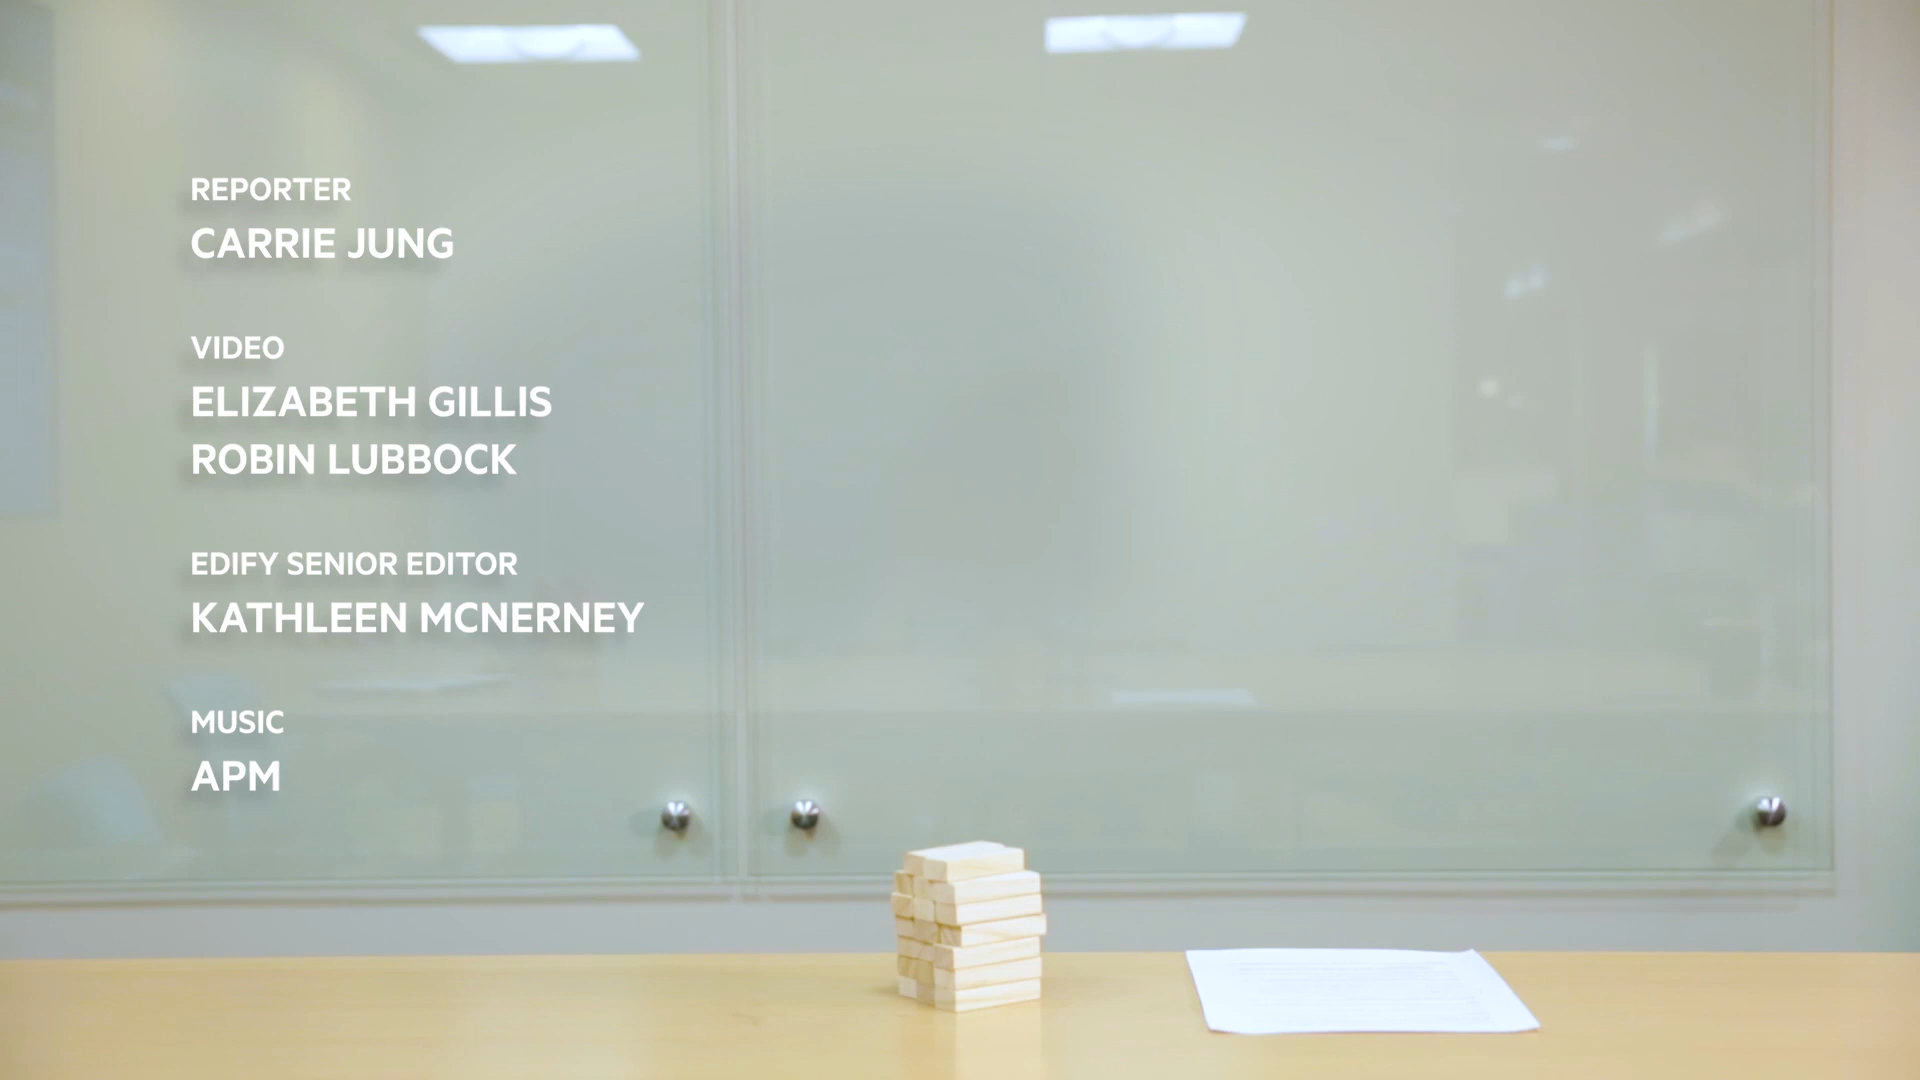 REPORTER
CARRIE JUNG
VIDEO
ELIZABETH GILLIS
ROBIN LUBBOCK
EDIFY SENIOR EDITOR
KATHLEEN MCNERNEY
MUSIC
APM